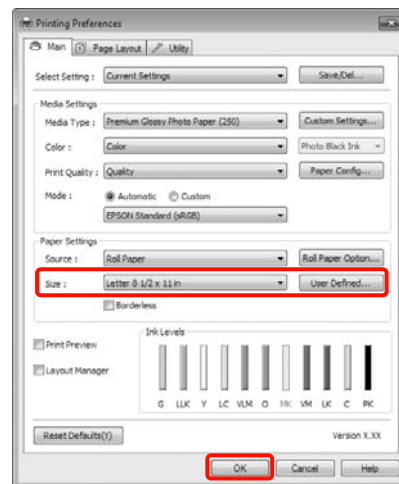 Printing Preferences
Main Page Layout Utility
Select Setting : Current Settings Save/Del...
Media Settings
Media Type : Premium Glossy Photo Paper (250) Custom Settings...
Color : Color Photo Black Ink
Print Quality : Quality Paper Config...
Mode : Automatic Custom
EPSON Standard (sRGB)
Paper Settings
Source : Roll Paper Roll Paper Option...
Size : Letter 8 1/2 x 11 in User Defined...
Borderless
Ink Levels
Print Preview
Layout Manager
G LLK Y LC VLM O MK VM LK C PK
Reset Defaults(Y) Version X.XX
OK Cancel Help